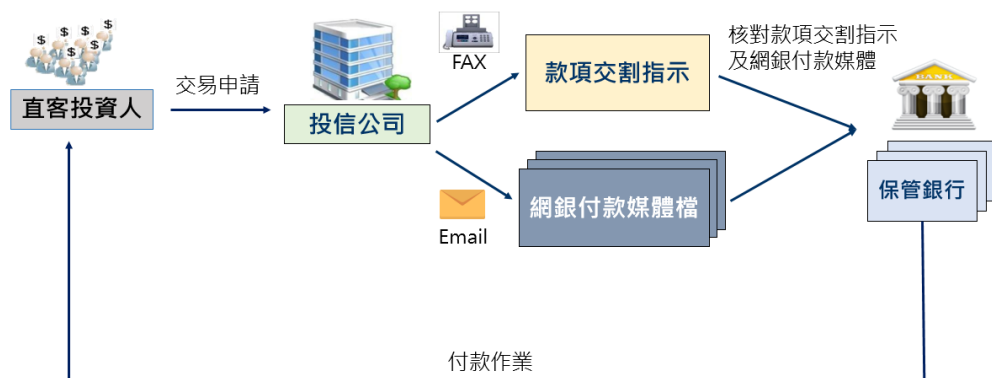 直客投資人
交易申請
投信公司
FAX
款項交割指示
Email
網銀付款媒體檔
核對款項交割指示
及網銀付款媒體
BANK
保管銀行
付款作業
$
$
$
$
$
$
$